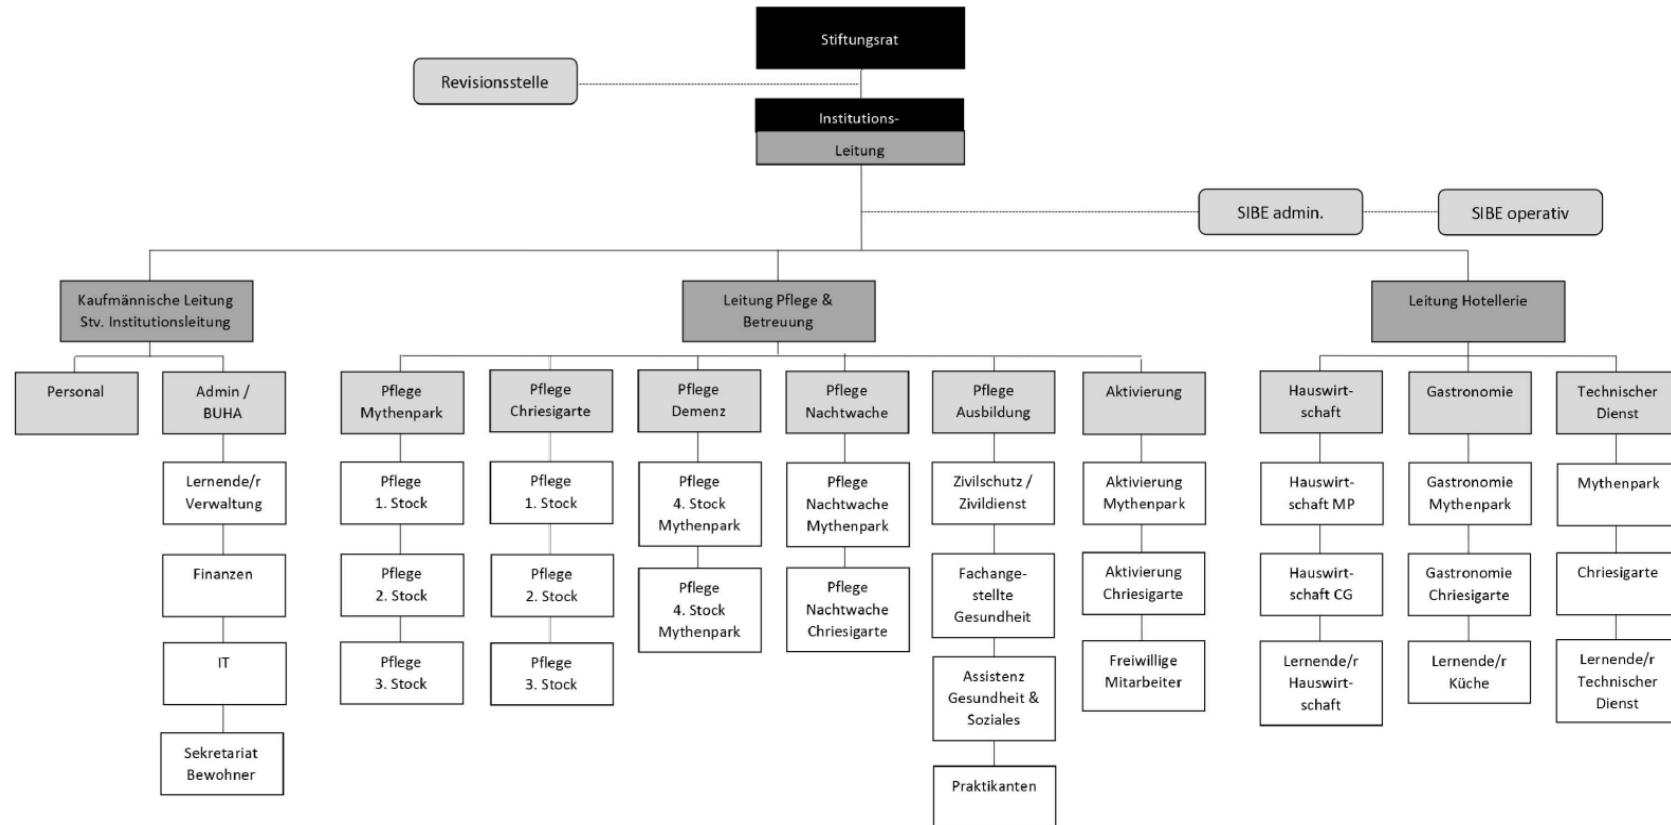 Stiftungsrat
Revisionsstelle
Institutions-
Leitung
SIBE admin.
SIBE operativ
Kaufmännische Leitung
Stv. Institutionsleitung
Leitung Pflege &
Betreuung
Leitung Hotellerie
Personal
Admin /
BUHA
Pflege
Mythenpark
Pflege
Chriesigarte
Pflege
Demenz
Pflege
Nachtwache
Pflege
Ausbildung
Aktivierung
Hauswirt-
schaft
Gastronomie
Technischer
Dienst
Lernende/r
Verwaltung
Pflege
1. Stock
Pflege
1. Stock
Pflege
4. Stock
Mythenpark
Pflege
Nachtwache
Mythenpark
Zivilschutz /
Zivildienst
Aktivierung
Mythenpark
Hauswirt-
schaft MP
Gastronomie
Mythenpark
Mythenpark
Finanzen
Pflege
2. Stock
Pflege
2. Stock
Pflege
4. Stock
Mythenpark
Pflege
Nachtwache
Chriesigarte
Fachange-
stellte
Gesundheit
Aktivierung
Chriesigarte
Hauswirt-
schaft CG
Gastronomie
Chriesigarte
Chriesigarte
IT
Pflege
3. Stock
Pflege
3. Stock
Assistenz
Gesundheit &
Soziales
Freiwillige
Mitarbeiter
Lernende/r
Hauswirt-
schaft
Lernende/r
Küche
Lernende/r
Technischer
Dienst
Sekretariat
Bewohner
Praktikanten